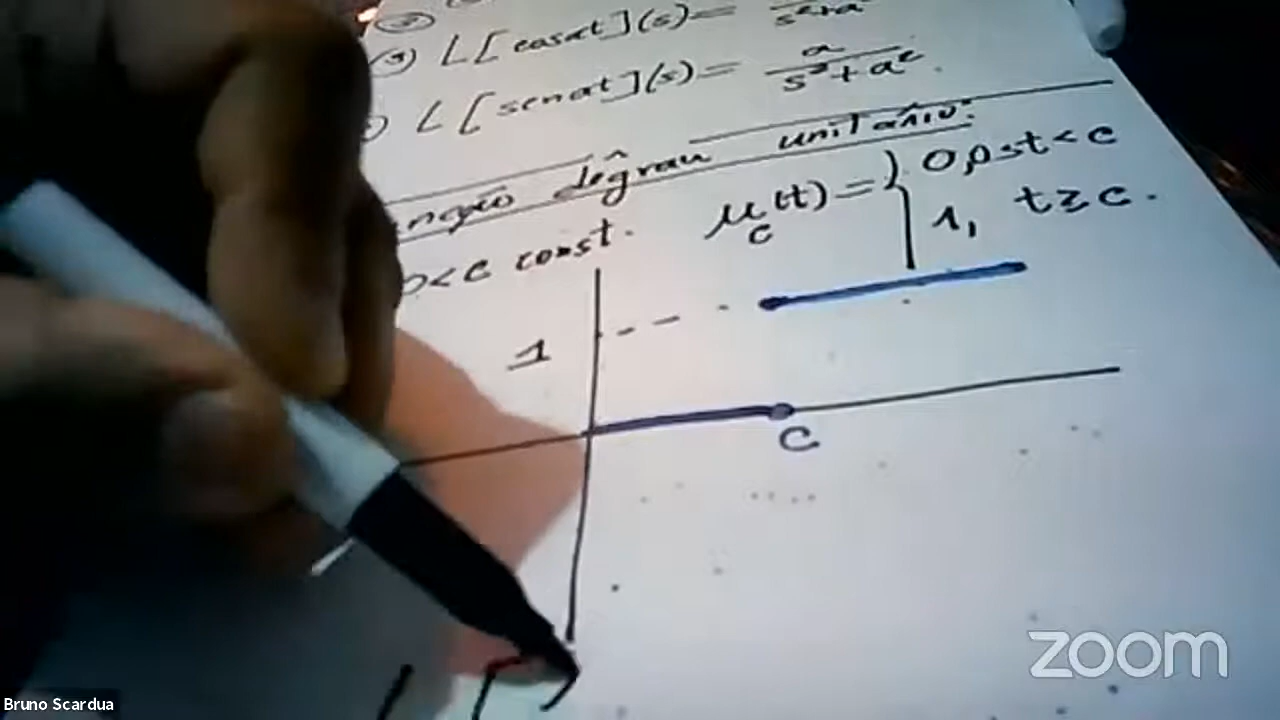 3) L[cosat](s) = s²+a²
L[senat](s) = a/s²+a².
degrau unitário:
0<c const. μc(t) = { 0, 0≤t<c
1, t≥c.
1
c
zoom
Bruno Scardua